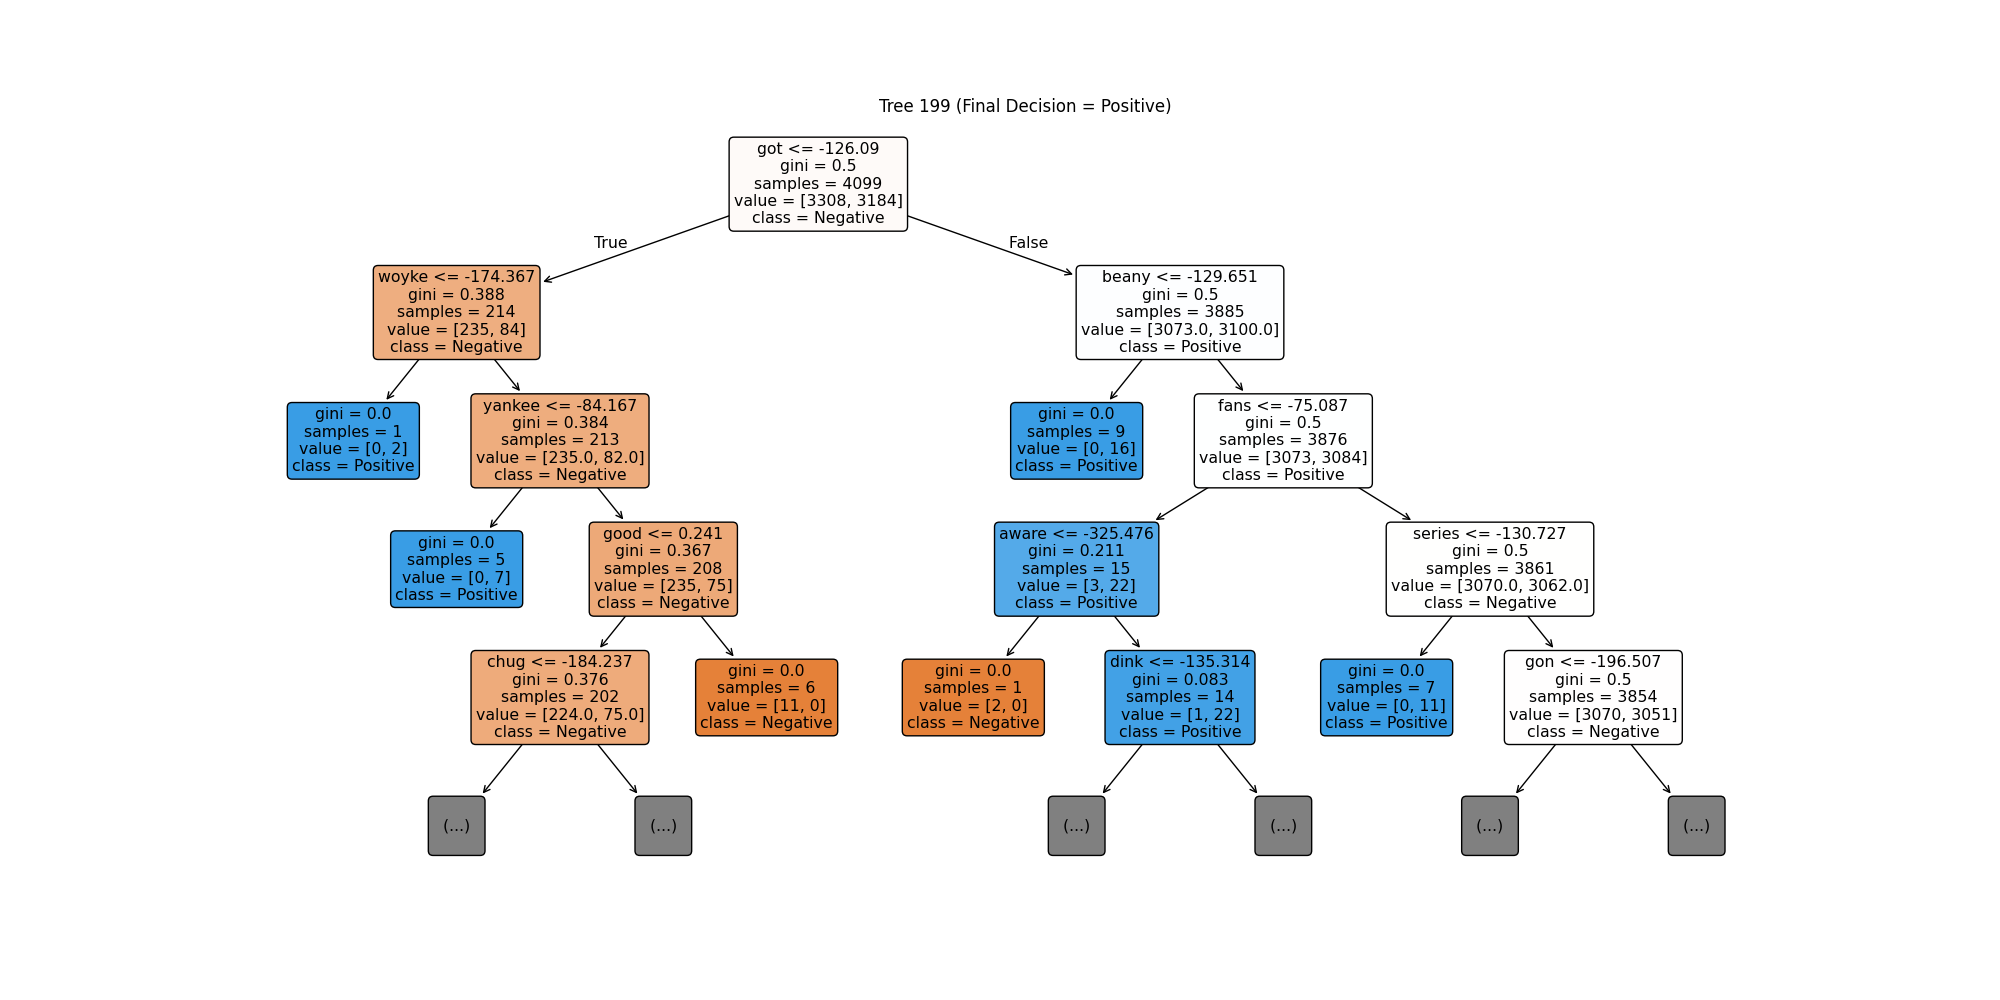 Tree 199 (Final Decision = Positive)
got <= -126.09
gini = 0.5
samples = 4099
value = [3308, 3184]
class = Negative
True
False
woyke <= -174.367
gini = 0.388
samples = 214
value = [235, 84]
class = Negative
beany <= -129.651
gini = 0.5
samples = 3885
value = [3073.0, 3100.0]
class = Positive
gini = 0.0
samples = 1
value = [0, 2]
class = Positive
yankee <= -84.167
gini = 0.384
samples = 213
value = [235.0, 82.0]
class = Negative
gini = 0.0
samples = 9
value = [0, 16]
class = Positive
fans <= -75.087
gini = 0.5
samples = 3876
value = [3073, 3084]
class = Positive
gini = 0.0
samples = 5
value = [0, 7]
class = Positive
good <= 0.241
gini = 0.367
samples = 208
value = [235, 75]
class = Negative
aware <= -325.476
gini = 0.211
samples = 15
value = [3, 22]
class = Positive
series <= -130.727
gini = 0.5
samples = 3861
value = [3070.0, 3062.0]
class = Negative
chug <= -184.237
gini = 0.376
samples = 202
value = [224.0, 75.0]
class = Negative
gini = 0.0
samples = 6
value = [11, 0]
class = Negative
gini = 0.0
samples = 1
value = [2, 0]
class = Negative
dink <= -135.314
gini = 0.083
samples = 14
value = [1, 22]
class = Positive
gini = 0.0
samples = 7
value = [0, 11]
class = Positive
gon <= -196.507
gini = 0.5
samples = 3854
value = [3070, 3051]
class = Negative
(...)
(...)
(...)
(...)
(...)
(...)